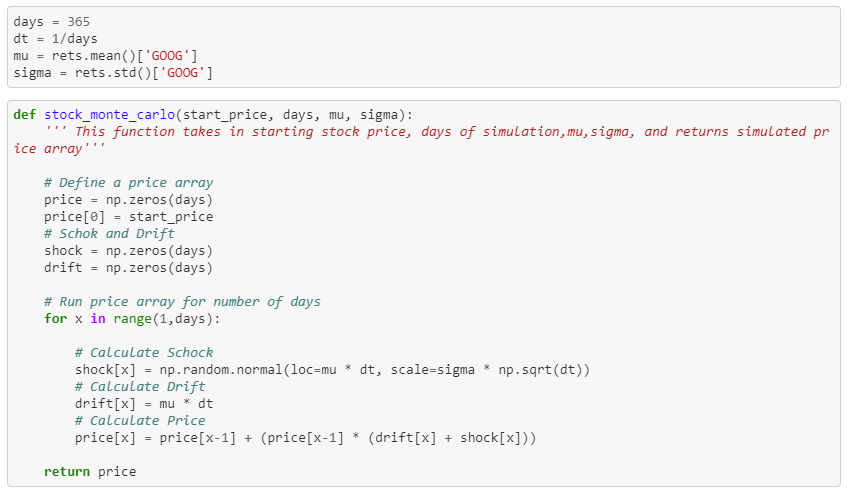 days = 365
dt = 1/days
mu = rets.mean()['GOOG']
sigma = rets.std()['GOOG']
def stock_monte_carlo(start_price, days, mu, sigma):
    ''' This function takes in starting stock price, days of simulation,mu,sigma, and returns simulated pr
ice array'''
    # Define a price array
    price = np.zeros(days)
    price[0] = start_price
    # Schok and Drift
    shock = np.zeros(days)
    drift = np.zeros(days)
    # Run price array for number of days
    for x in range(1,days):
        # Calculate Schock
        shock[x] = np.random.normal(loc=mu * dt, scale=sigma * np.sqrt(dt))
        # Calculate Drift
        drift[x] = mu * dt
        # Calculate Price
        price[x] = price[x-1] + (price[x-1] * (drift[x] + shock[x]))
    return price